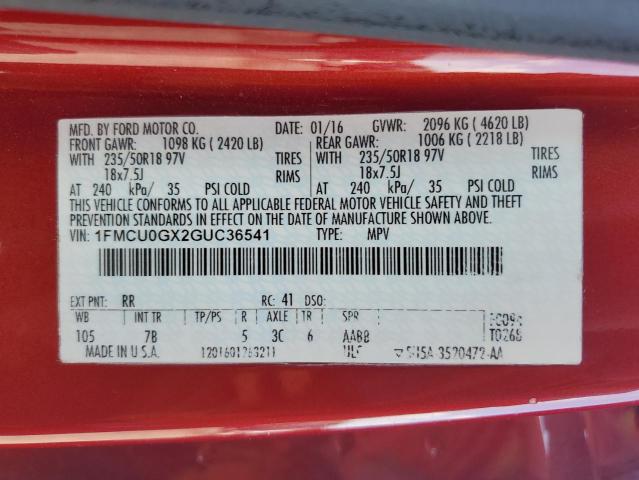 MFD. BY FORD MOTOR CO. DATE: 01/16 GVWR: 2096 KG ( 4620 LB)
FRONT GAWR: 1098 KG ( 2420 LB) REAR GAWR: 1006 KG ( 2218 LB)
WITH 235/50R18 97V TIRES WITH 235/50R18 97V TIRES
18x7.5J RIMS 18x7.5J RIMS
AT 240 kPa/ 35 PSI COLD AT 240 kPa/ 35 PSI COLD
THIS VEHICLE CONFORMS TO ALL APPLICABLE FEDERAL MOTOR VEHICLE SAFETY AND THEFT
PREVENTION STANDARDS IN EFFECT ON THE DATE OF MANUFACTURE SHOWN ABOVE.
VIN: 1FMCU0GX2GUC36541 TYPE: MPV
EXT PNT: RR RC: 41 DSO:
WB INT TR TP/PS R AXLE TR SPR
105 7B 5 3C 6 AABB T0268
MADE IN U.S.A.